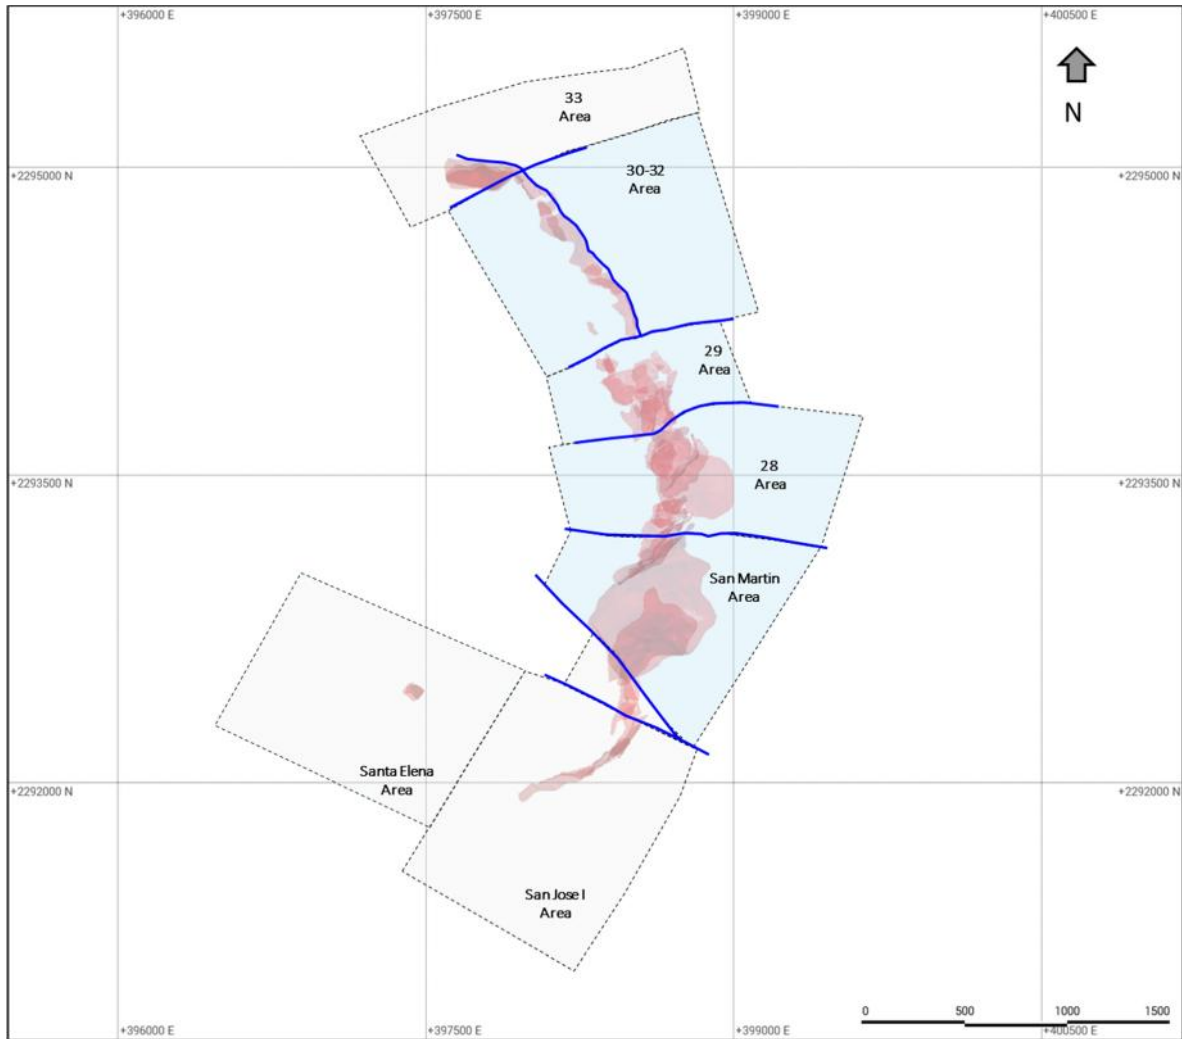 +396000 E
+397500 E
+399000 E
+400500 E
N
33
Area
+2295000 N
+2295000 N
30-32
Area
29
Area
28
Area
+2293500 N
+2293500 N
San Martin
Area
Santa Elena
Area
+2292000 N
+2292000 N
San Jose I
Area
0
500
1000
1500
+396000 E
+397500 E
+399000 E
+400500 E